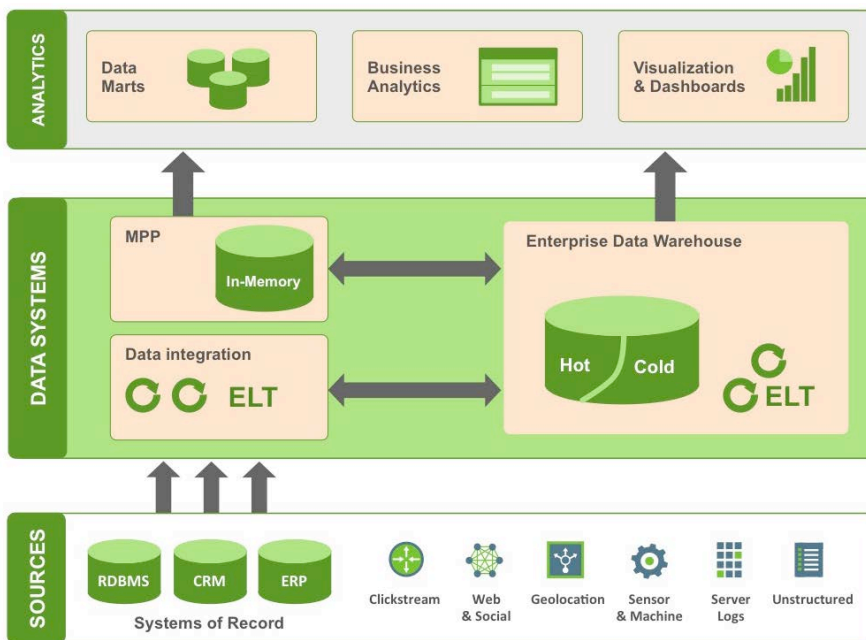 ANALYTICS
Data
Marts
Business
Analytics
Visualization
& Dashboards
DATA SYSTEMS
MPP
In-Memory
Enterprise Data Warehouse
Hot
Cold
ELT
Data integration
ELT
SOURCES
RDBMS
CRM
ERP
Systems of Record
Clickstream
Web
& Social
Geolocation
Sensor
& Machine
Server
Logs
Unstructured